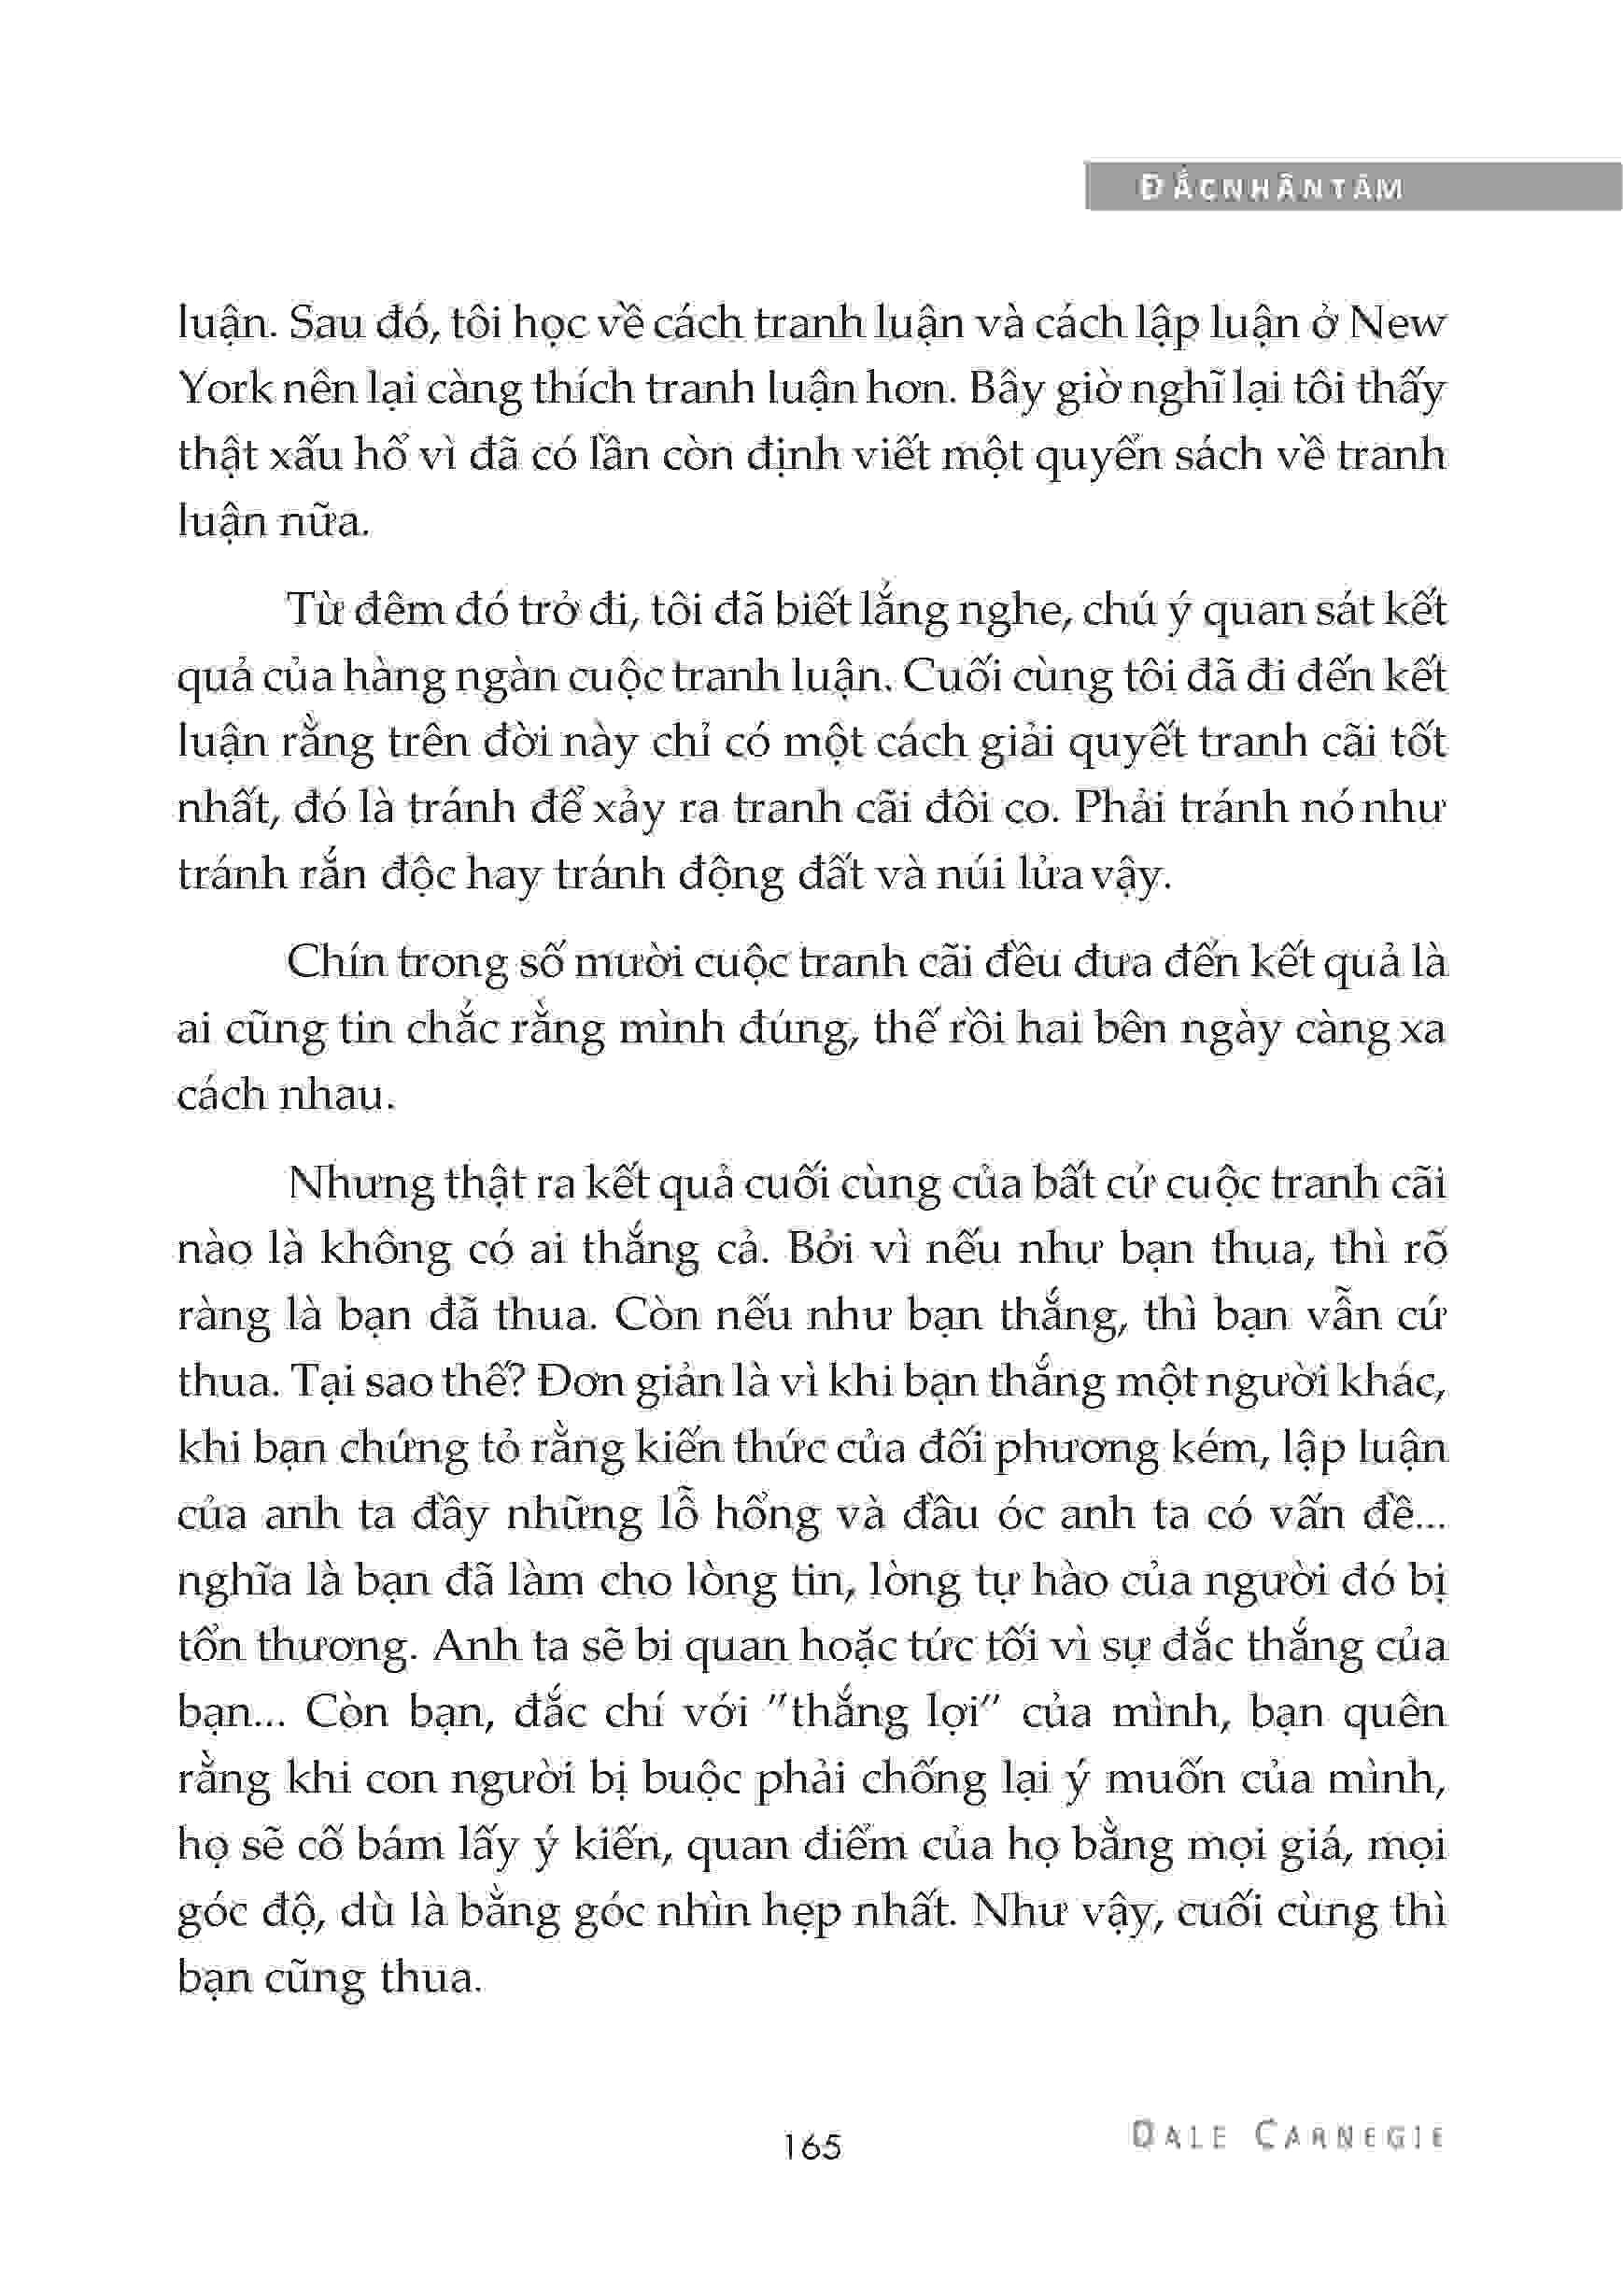 ĐẮC NHÂN TÂM
luận. Sau đó, tôi học về cách tranh luận và cách lập luận ở New
York nên lại càng thích tranh luận hơn. Bây giờ nghĩ lại tôi thấy
thật xấu hổ vì đã có lần còn định viết một quyển sách về tranh
luận nữa.
Từ đêm đó trở đi, tôi đã biết lắng nghe, chú ý quan sát kết
quả của hàng ngàn cuộc tranh luận. Cuối cùng tôi đã đi đến kết
luận rằng trên đời này chỉ có một cách giải quyết tranh cãi tốt
nhất, đó là tránh để xảy ra tranh cãi đôi co. Phải tránh nó như
tránh rắn độc hay tránh động đất và núi lửa vậy.
Chín trong số mười cuộc tranh cãi đều đưa đến kết quả là
ai cũng tin chắc rằng mình đúng, thế rồi hai bên ngày càng xa
cách nhau.
Nhưng thật ra kết quả cuối cùng của bất cứ cuộc tranh cãi
nào là không có ai thắng cả. Bởi vì nếu như bạn thua, thì rõ
ràng là bạn đã thua. Còn nếu như bạn thắng, thì bạn vẫn cứ
thua. Tại sao thế? Đơn giản là vì khi bạn thắng một người khác,
khi bạn chứng tỏ rằng kiến thức của đối phương kém, lập luận
của anh ta đầy những lỗ hổng và đầu óc anh ta có vấn đề...
nghĩa là bạn đã làm cho lòng tin, lòng tự hào của người đó bị
tổn thương. Anh ta sẽ bi quan hoặc tức tối vì sự đắc thắng của
bạn... Còn bạn, đắc chí với "thắng lợi" của mình, bạn quên
rằng khi con người bị buộc phải chống lại ý muốn của mình,
họ sẽ cố bám lấy ý kiến, quan điểm của họ bằng mọi giá, mọi
góc độ, dù là bằng góc nhìn hẹp nhất. Như vậy, cuối cùng thì
bạn cũng thua.
165
DALE CARNEGIE